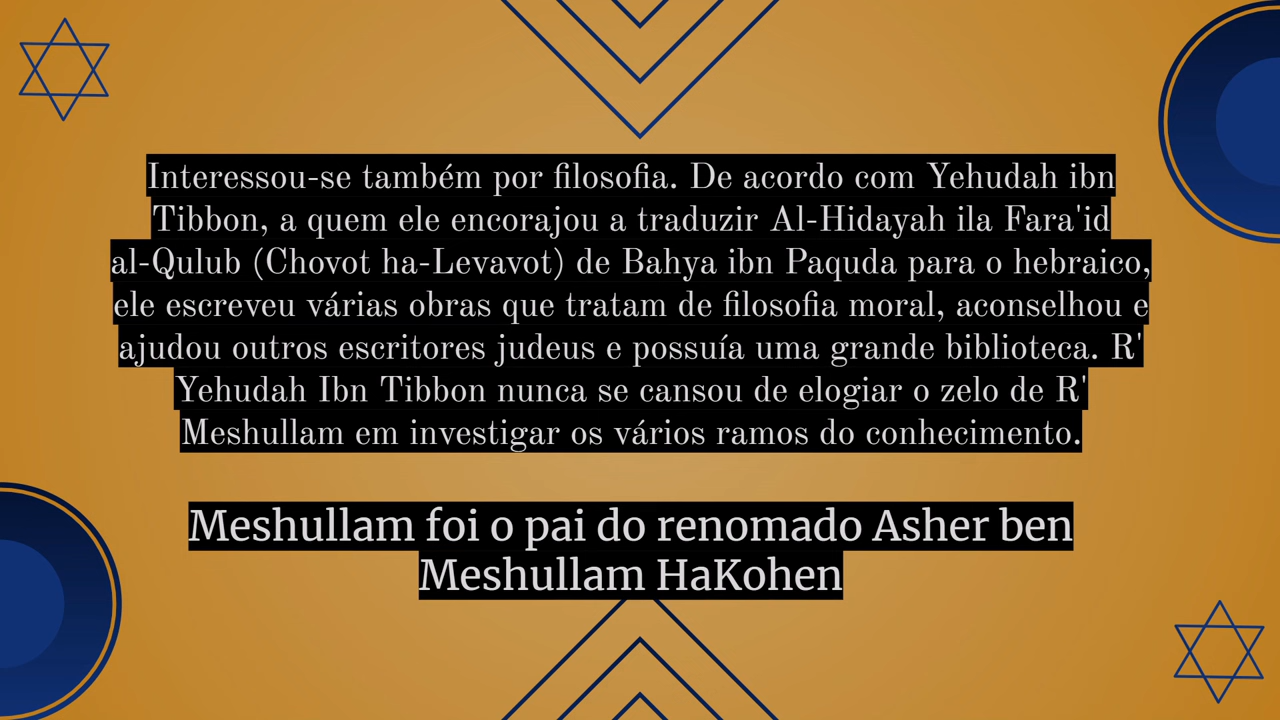 Interessou-se também por filosofia. De acordo com Yehudah ibn
Tibbon, a quem ele encorajou a traduzir Al-Hidayah ila Fara'id
al-Qulub (Chovot ha-Levavot) de Bahya ibn Paquda para o hebraico,
ele escreveu várias obras que tratam de filosofia moral, aconselhou e
ajudou outros escritores judeus e possuía uma grande biblioteca. R'
Yehudah Ibn Tibbon nunca se cansou de elogiar o zelo de R'
Meshullam em investigar os vários ramos do conhecimento.
Meshullam foi o pai do renomado Asher ben
Meshullam HaKohen